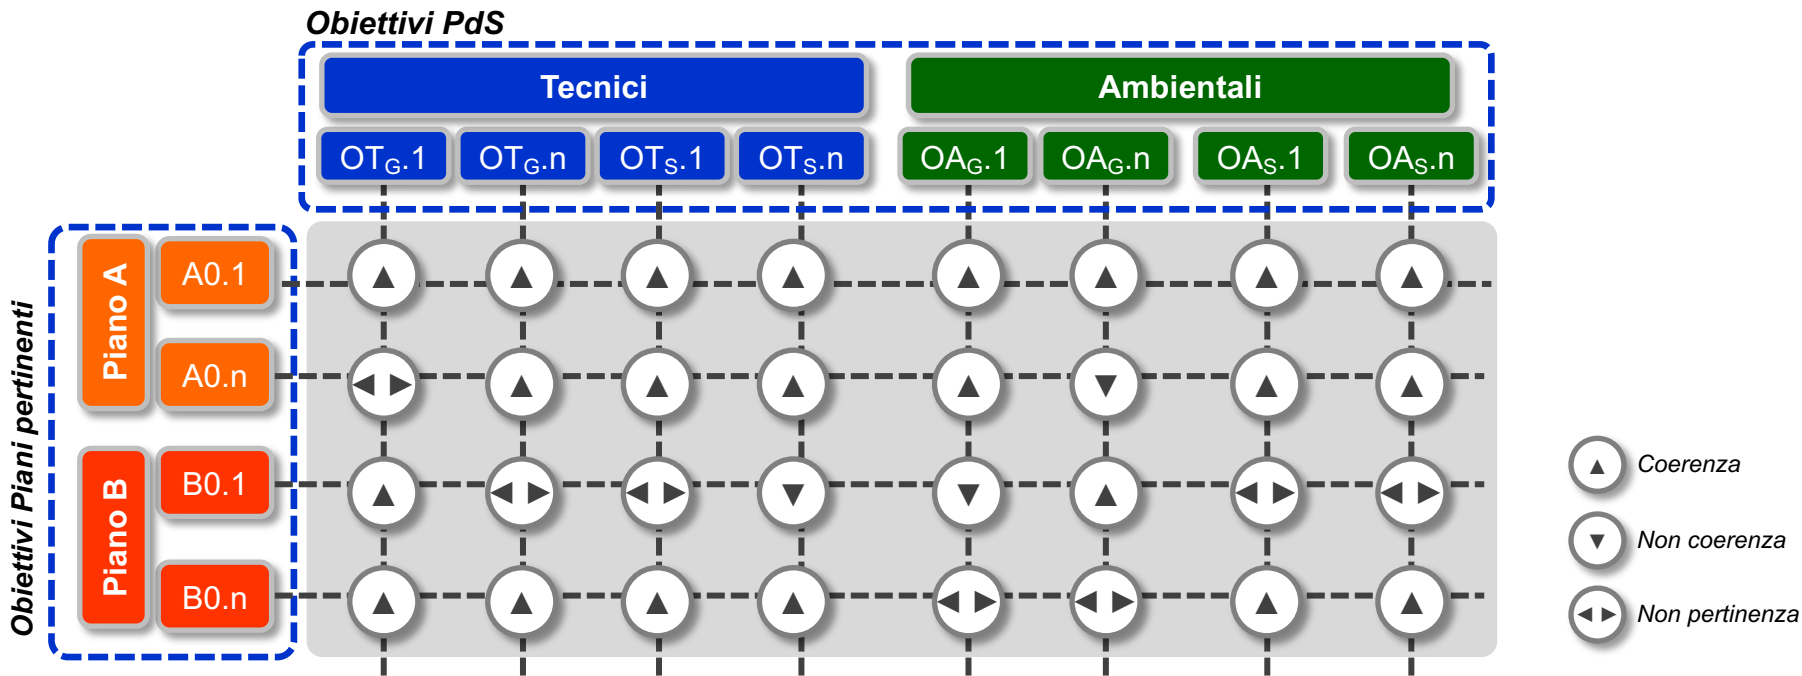 Obiettivi PdS
Tecnici
Ambientali
OTG.1 OTG.n OTS.1 OTS.n OAG.1 OAG.n OAS.1 OAS.n
Obiettivi Piani pertinenti
Piano A
A0.1
A0.n
Piano B
B0.1
B0.n
Coerenza
Non coerenza
Non pertinenza